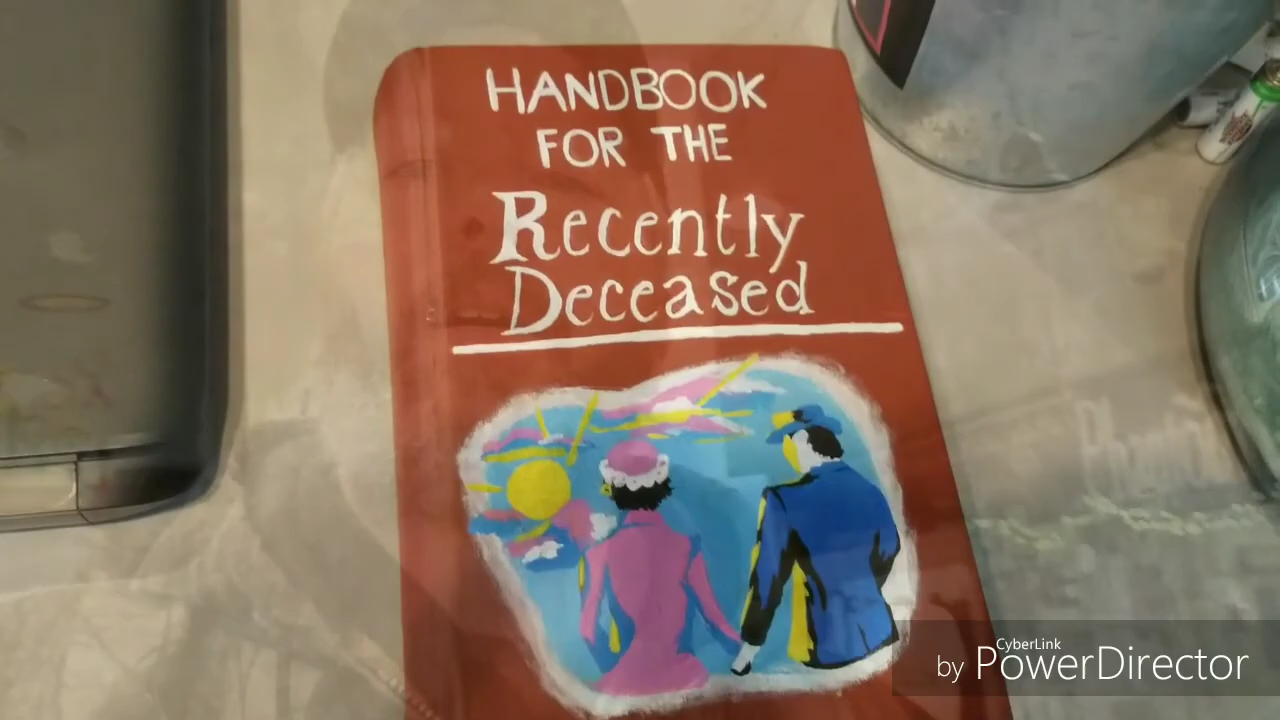 HANDBOOK
FOR THE
Recently
Deceased
CyberLink
by PowerDirector